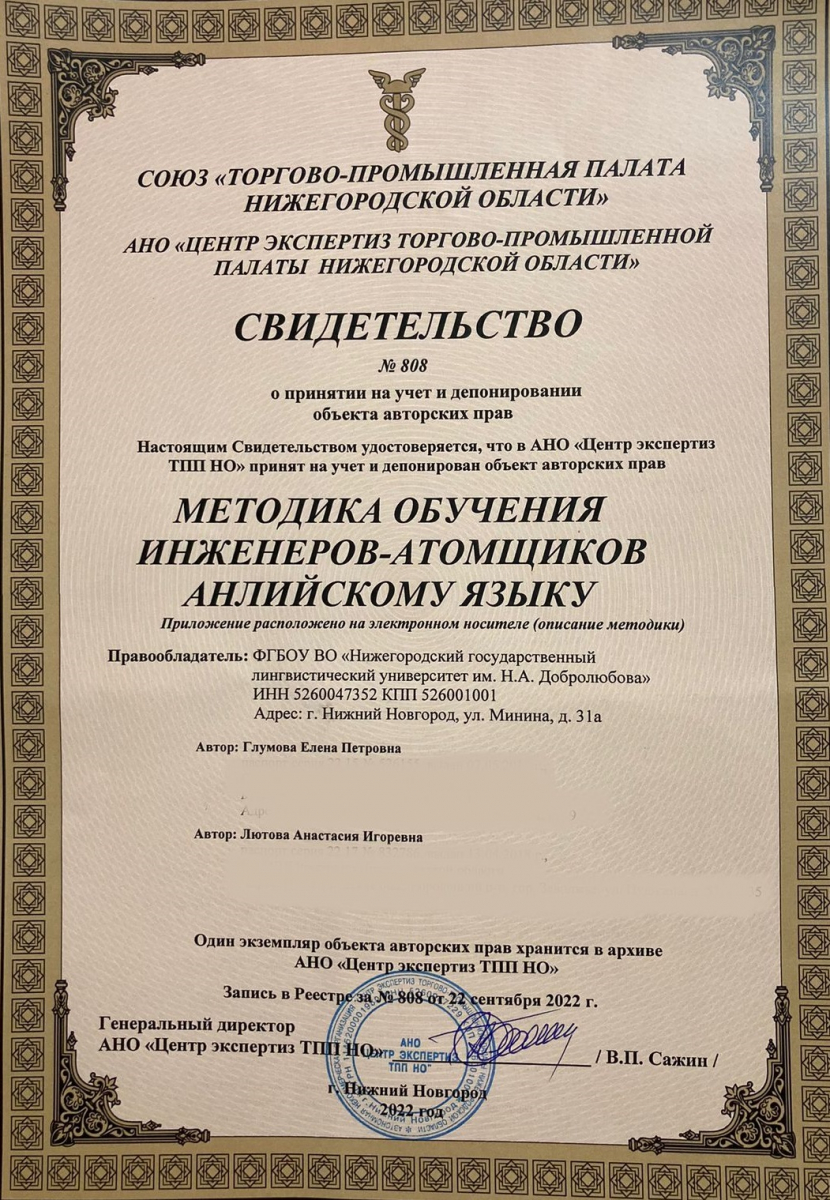 СОЮЗ «ТОРГОВО-ПРОМЫШЛЕННАЯ ПАЛАТА
НИЖЕГОРОДСКОЙ ОБЛАСТИ»
АНО «ЦЕНТР ЭКСПЕРТИЗ ТОРГОВО-ПРОМЫШЛЕННОЙ
ПАЛАТЫ НИЖЕГОРОДСКОЙ ОБЛАСТИ»
СВИДЕТЕЛЬСТВО
№ 808
о принятии на учет и депонировании
объекта авторских прав
Настоящим Свидетельством удостоверяется, что в АНО «Центр экспертиз
ТПП НО» принят на учет и депонирован объект авторских прав
МЕТОДИКА ОБУЧЕНИЯ
ИНЖЕНЕРОВ-АТОМЩИКОВ
АНЛИЙСКОМУ ЯЗЫКУ
Приложение расположено на электронном носителе (описание методики)
Правообладатель: ФГБОУ ВО «Нижегородский государственный
лингвистический университет им. Н.А. Добролюбова»
ИНН 5260047352 КПП 526001001
Адрес: г. Нижний Новгород, ул. Минина, д. 31а
Автор: Глумова Елена Петровна
Автор: Лютова Анастасия Игоревна
Один экземпляр объекта авторских прав хранится в архиве
АНО «Центр экспертиз ТПП НО»
Запись в Реестре за № 808 от 22 сентября 2022 г.
Генеральный директор
АНО «Центр экспертиз ТПП НО» / В.П. Сажин /
АНО
"ЦЕНТР ЭКСПЕРТИЗ
ТПП НО"
г. Нижний Новгород
2022 год